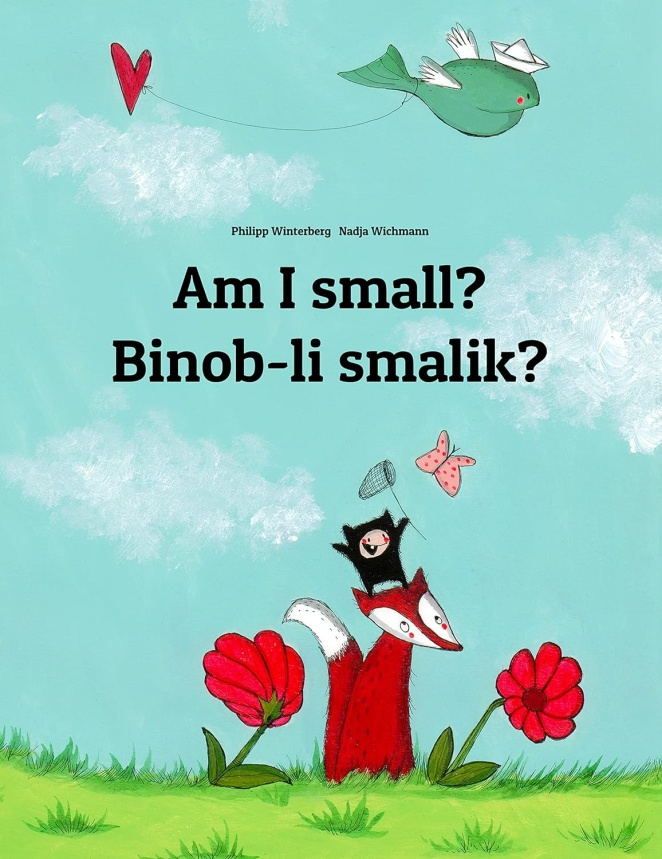 Philipp Winterberg Nadja Wichmann
Am I small?
Binob-li smalik?